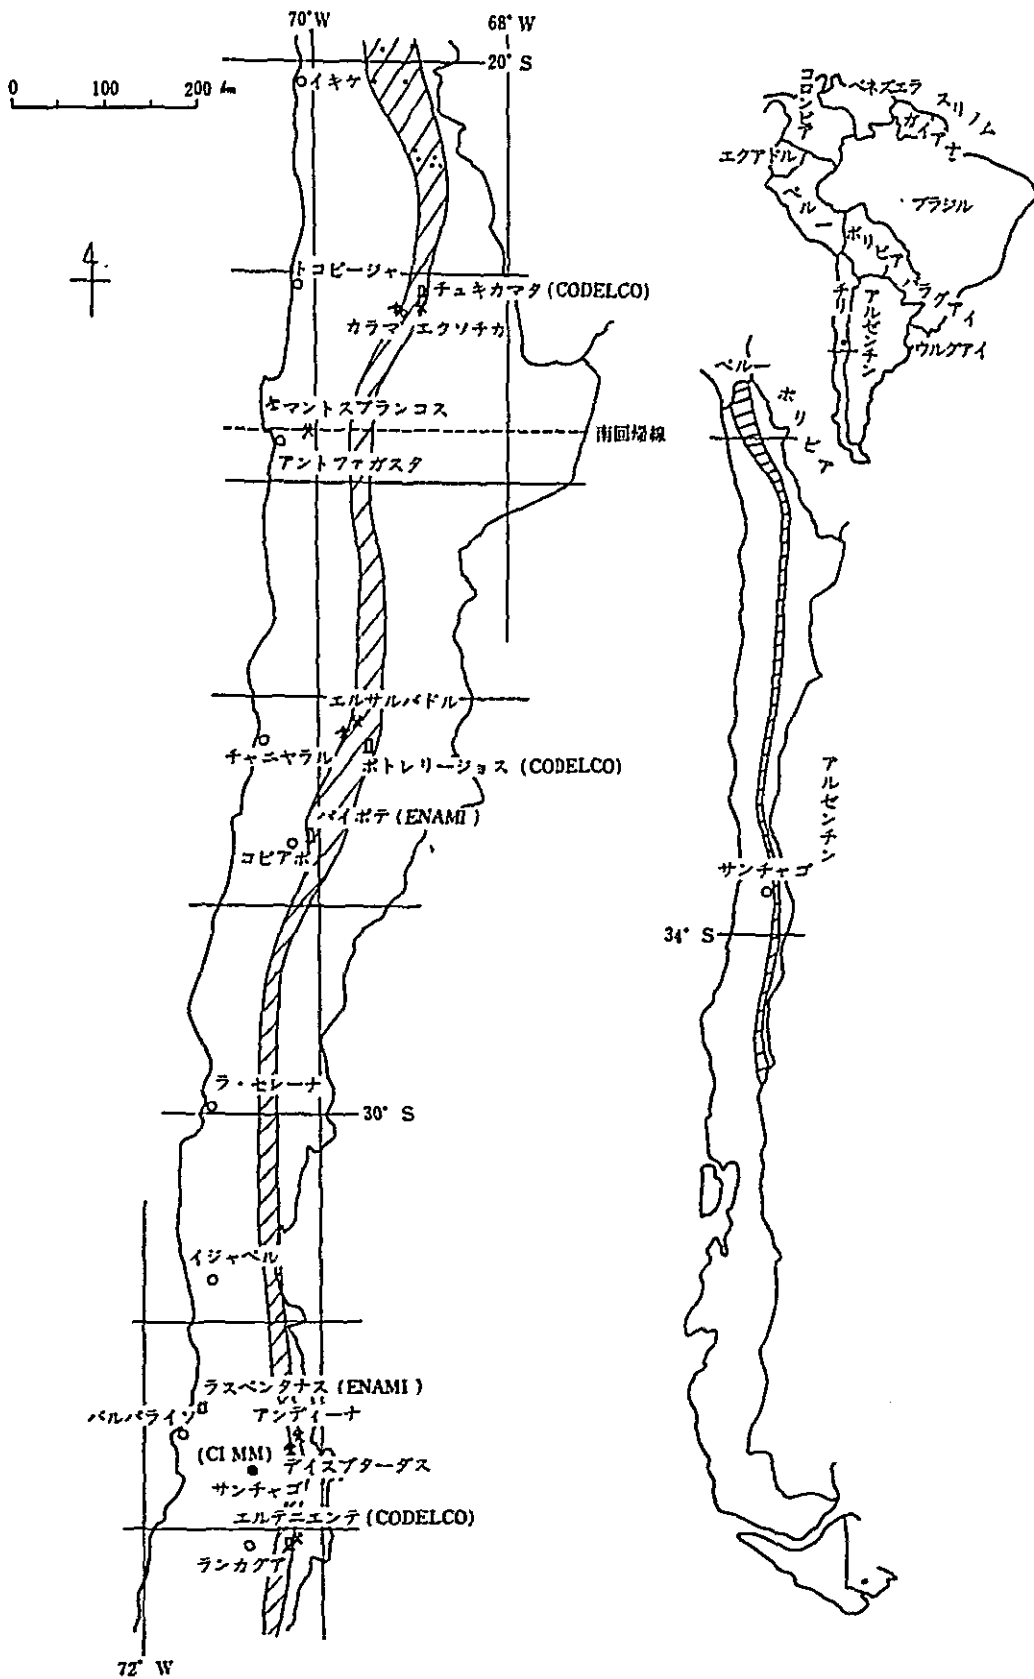 70° W
68° W
20° S
0 100 200 km
イキケ
トコピージャ
チュキカマタ (CODELCO)
カラマ エクソチカ
マントスブランコス
南回帰線
アントファガスタ
エルサルバドル
チャニヤラル
ポトレリージョス (CODELCO)
パイポテ (ENAMI)
コピアポ
ラ・セレーナ
30° S
イジャペル
ラスベンタナス (ENAMI)
バルパライソ
アンディーナ
(CIMM)
ディスプターダス
サンチャゴ
エルテニエンテ (CODELCO)
ランカグア
72° W
コロンビア
ベネズエラ
ガイアナ
スリナム
エクアドル
ペルー
ブラジル
ボリビア
パラグアイ
チリ
アルゼンチン
ウルグアイ
ペルー
ボリビア
アルゼンチン
サンチャゴ
34° S